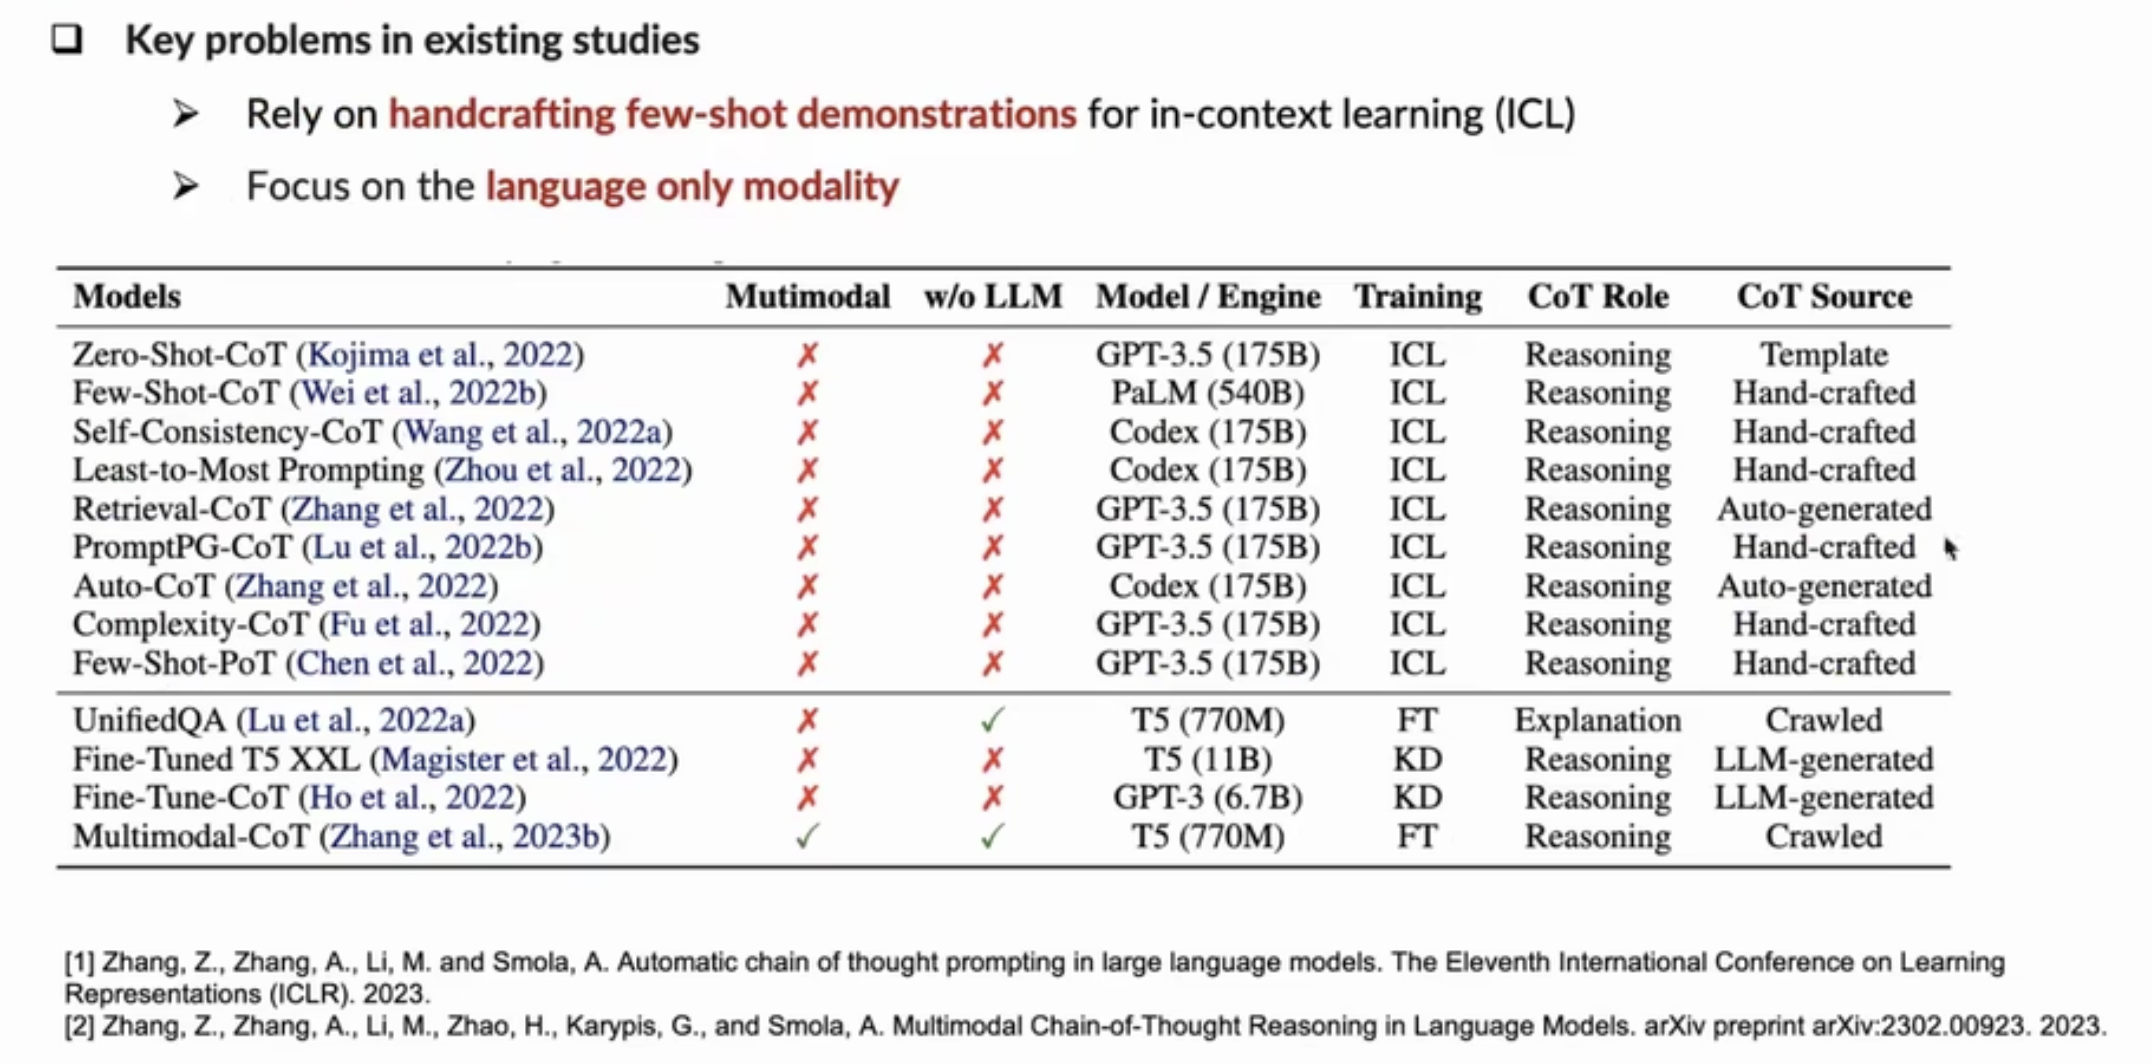 ❑ Key problems in existing studies
➢ Rely on handcrafting few-shot demonstrations for in-context learning (ICL)
➢ Focus on the language only modality
Models Mutimodal w/o LLM Model / Engine Training CoT Role CoT Source
Zero-Shot-CoT (Kojima et al., 2022) ✗ ✗ GPT-3.5 (175B) ICL Reasoning Template
Few-Shot-CoT (Wei et al., 2022b) ✗ ✗ PaLM (540B) ICL Reasoning Hand-crafted
Self-Consistency-CoT (Wang et al., 2022a) ✗ ✗ Codex (175B) ICL Reasoning Hand-crafted
Least-to-Most Prompting (Zhou et al., 2022) ✗ ✗ Codex (175B) ICL Reasoning Hand-crafted
Retrieval-CoT (Zhang et al., 2022) ✗ ✗ GPT-3.5 (175B) ICL Reasoning Auto-generated
PromptPG-CoT (Lu et al., 2022b) ✗ ✗ GPT-3.5 (175B) ICL Reasoning Hand-crafted
Auto-CoT (Zhang et al., 2022) ✗ ✗ Codex (175B) ICL Reasoning Auto-generated
Complexity-CoT (Fu et al., 2022) ✗ ✗ GPT-3.5 (175B) ICL Reasoning Hand-crafted
Few-Shot-PoT (Chen et al., 2022) ✗ ✗ GPT-3.5 (175B) ICL Reasoning Hand-crafted
UnifiedQA (Lu et al., 2022a) ✗ ✓ T5 (770M) FT Explanation Crawled
Fine-Tuned T5 XXL (Magister et al., 2022) ✗ ✗ T5 (11B) KD Reasoning LLM-generated
Fine-Tune-CoT (Ho et al., 2022) ✗ ✗ GPT-3 (6.7B) KD Reasoning LLM-generated
Multimodal-CoT (Zhang et al., 2023b) ✓ ✓ T5 (770M) FT Reasoning Crawled
[1] Zhang, Z., Zhang, A., Li, M. and Smola, A. Automatic chain of thought prompting in large language models. The Eleventh International Conference on Learning
Representations (ICLR). 2023.
[2] Zhang, Z., Zhang, A., Li, M., Zhao, H., Karypis, G., and Smola, A. Multimodal Chain-of-Thought Reasoning in Language Models. arXiv preprint arXiv:2302.00923. 2023.